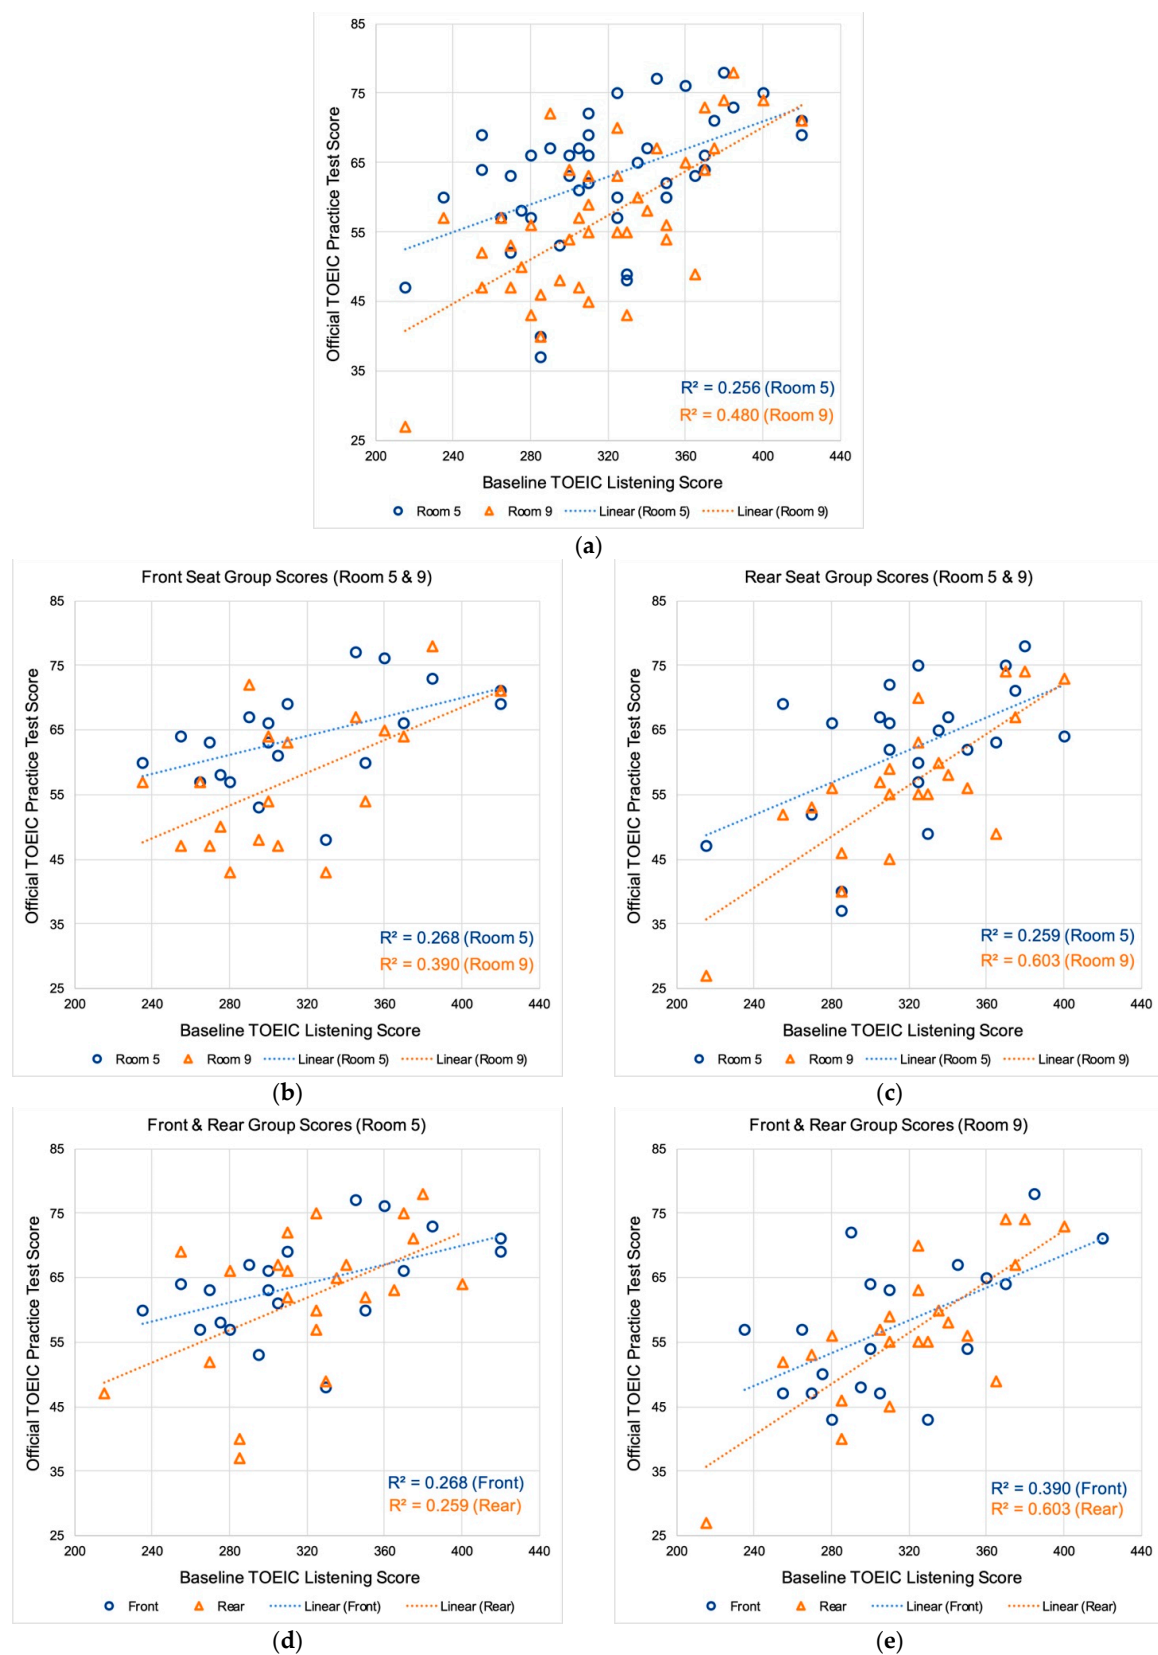 85
75
65
55
45
35
25
Official TOEIC Practice Test Score
R² = 0.256 (Room 5)
R² = 0.480 (Room 9)
200 240 280 320 360 400 440
Baseline TOEIC Listening Score
Room 5 Room 9 Linear (Room 5) Linear (Room 9)
(a)
Front Seat Group Scores (Room 5 & 9)
85
75
65
55
45
35
25
Official TOEIC Practice Test Score
R² = 0.268 (Room 5)
R² = 0.390 (Room 9)
200 240 280 320 360 400 440
Baseline TOEIC Listening Score
Room 5 Room 9 Linear (Room 5) Linear (Room 9)
(b)
Rear Seat Group Scores (Room 5 & 9)
85
75
65
55
45
35
25
Official TOEIC Practice Test Score
R² = 0.259 (Room 5)
R² = 0.603 (Room 9)
200 240 280 320 360 400 440
Baseline TOEIC Listening Score
Room 5 Room 9 Linear (Room 5) Linear (Room 9)
(c)
Front & Rear Group Scores (Room 5)
85
75
65
55
45
35
25
Official TOEIC Practice Test Score
R² = 0.268 (Front)
R² = 0.259 (Rear)
200 240 280 320 360 400 440
Baseline TOEIC Listening Score
Front Rear Linear (Front) Linear (Rear)
(d)
Front & Rear Group Scores (Room 9)
85
75
65
55
45
35
25
Official TOEIC Practice Test Score
R² = 0.390 (Front)
R² = 0.603 (Rear)
200 240 280 320 360 400 440
Baseline TOEIC Listening Score
Front Rear Linear (Front) Linear (Rear)
(e)